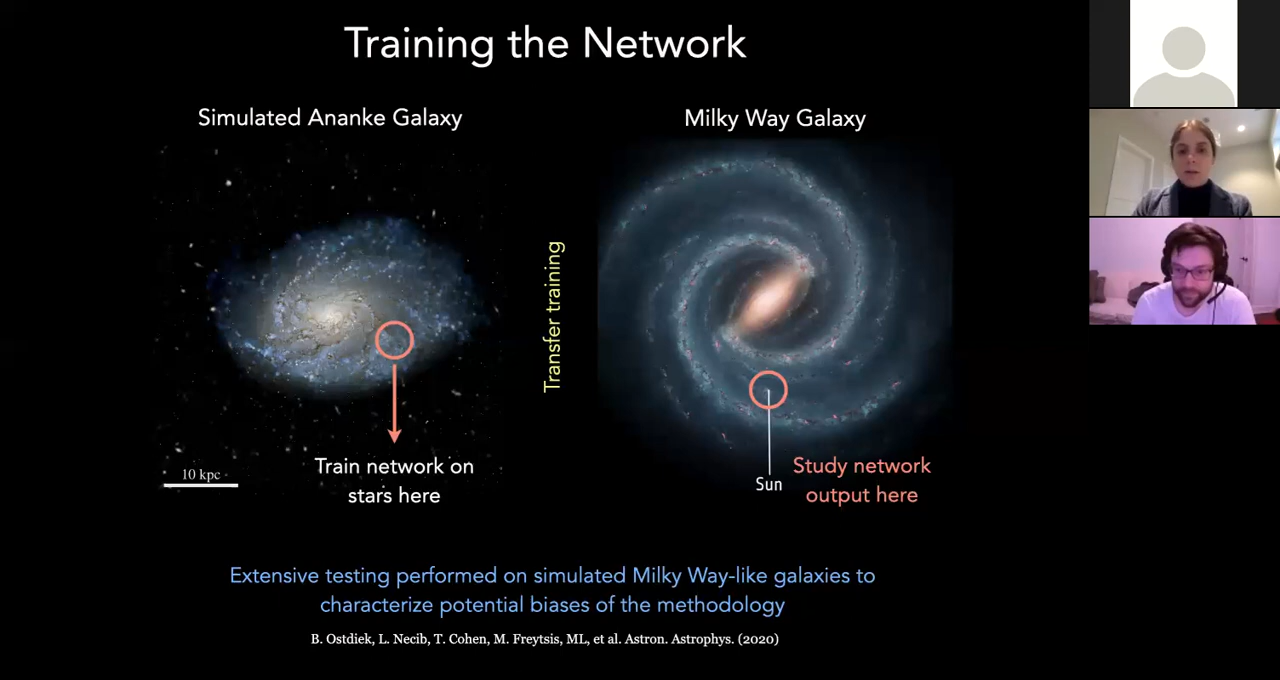 Training the Network
Simulated Ananke Galaxy
Milky Way Galaxy
Transfer training
10 kpc
Train network on
stars here
Sun
Study network
output here
Extensive testing performed on simulated Milky Way-like galaxies to
characterize potential biases of the methodology
B. Ostdiek, L. Necib, T. Cohen, M. Freytsis, ML, et al. Astron. Astrophys. (2020)